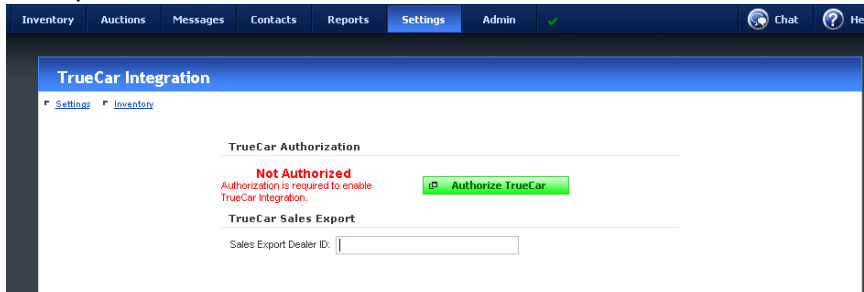 Inventory Auctions Messages Contacts Reports Settings Admin Chat
TrueCar Integration
Settings Inventory
TrueCar Authorization
Not Authorized
Authorization is required to enable
TrueCar Integration.
Authorize TrueCar
TrueCar Sales Export
Sales Export Dealer ID: